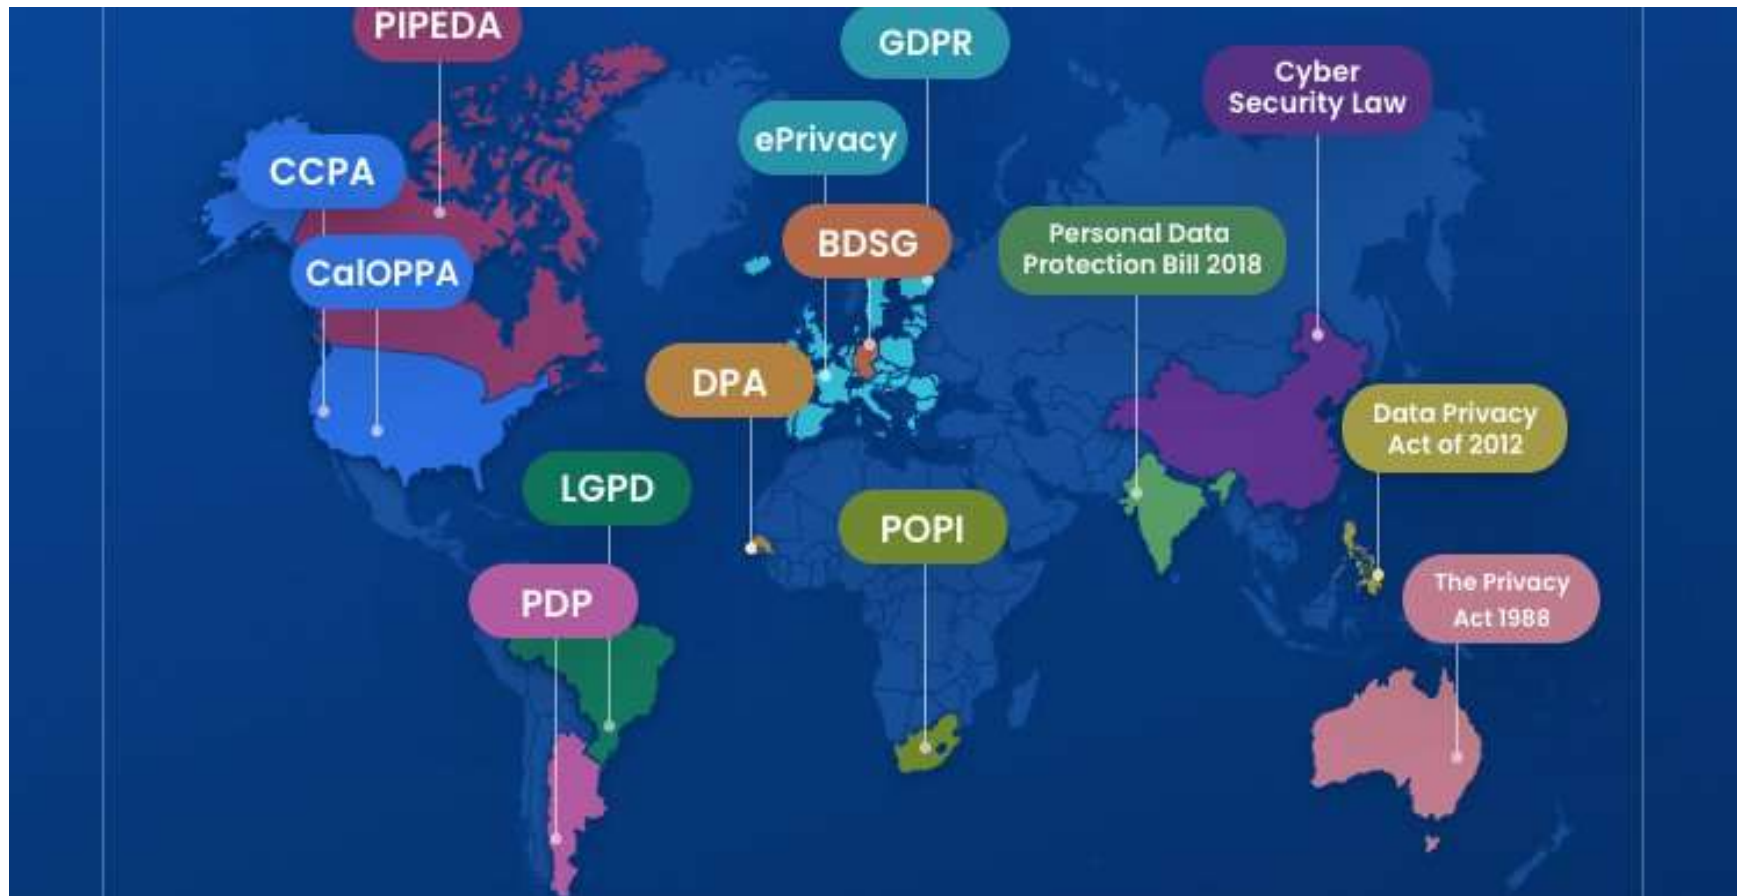 PIPEDA
GDPR
Cyber
Security Law
ePrivacy
CCPA
BDSG
Personal Data
Protection Bill 2018
CalOPPA
DPA
Data Privacy
Act of 2012
LGPD
POPI
PDP
The Privacy
Act 1988